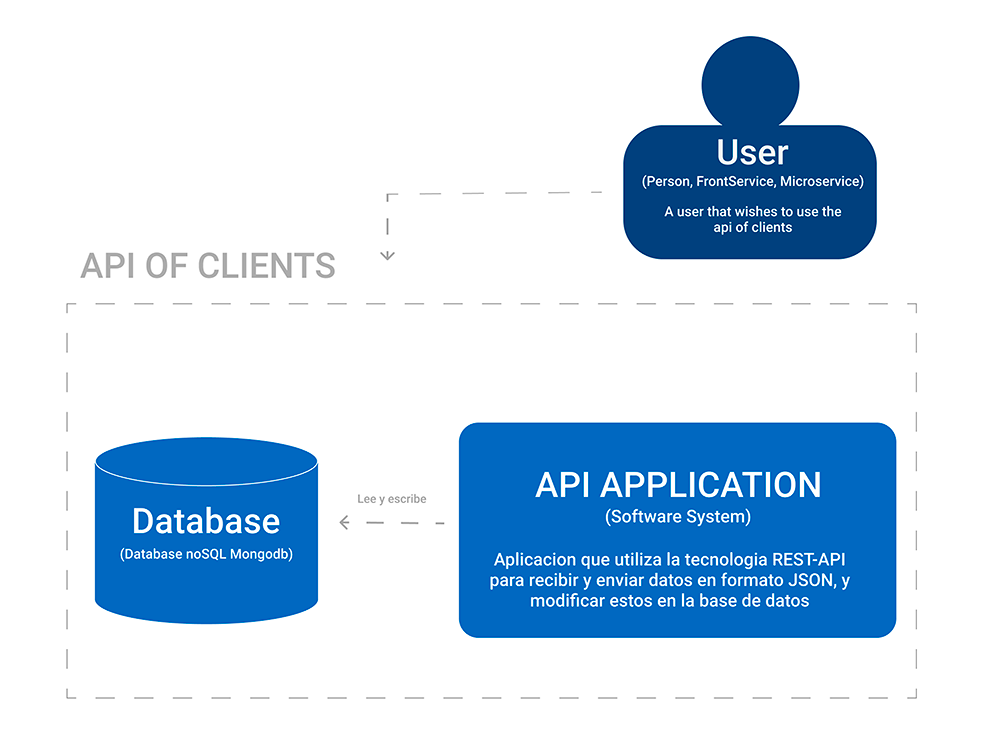 User
(Person, FrontService, Microservice)
A user that wishes to use the
api of clients
API OF CLIENTS
Database
(Database noSQL Mongodb)
Lee y escribe
API APPLICATION
(Software System)
Aplicacion que utiliza la tecnologia REST-API
para recibir y enviar datos en formato JSON, y
modificar estos en la base de datos